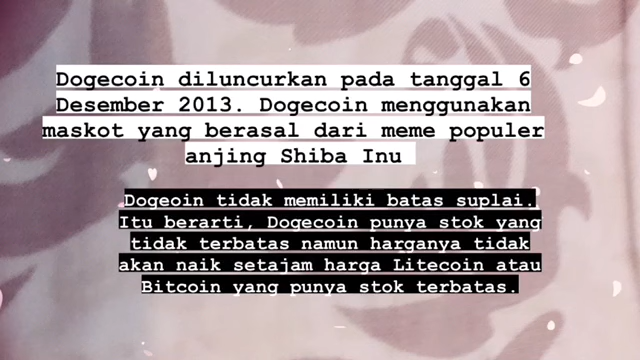 Dogecoin diluncurkan pada tanggal 6
Desember 2013. Dogecoin menggunakan
maskot yang berasal dari meme populer
anjing Shiba Inu
Dogeoin tidak memiliki batas suplai.
Itu berarti, Dogecoin punya stok yang
tidak terbatas namun harganya tidak
akan naik setajam harga Litecoin atau
Bitcoin yang punya stok terbatas.